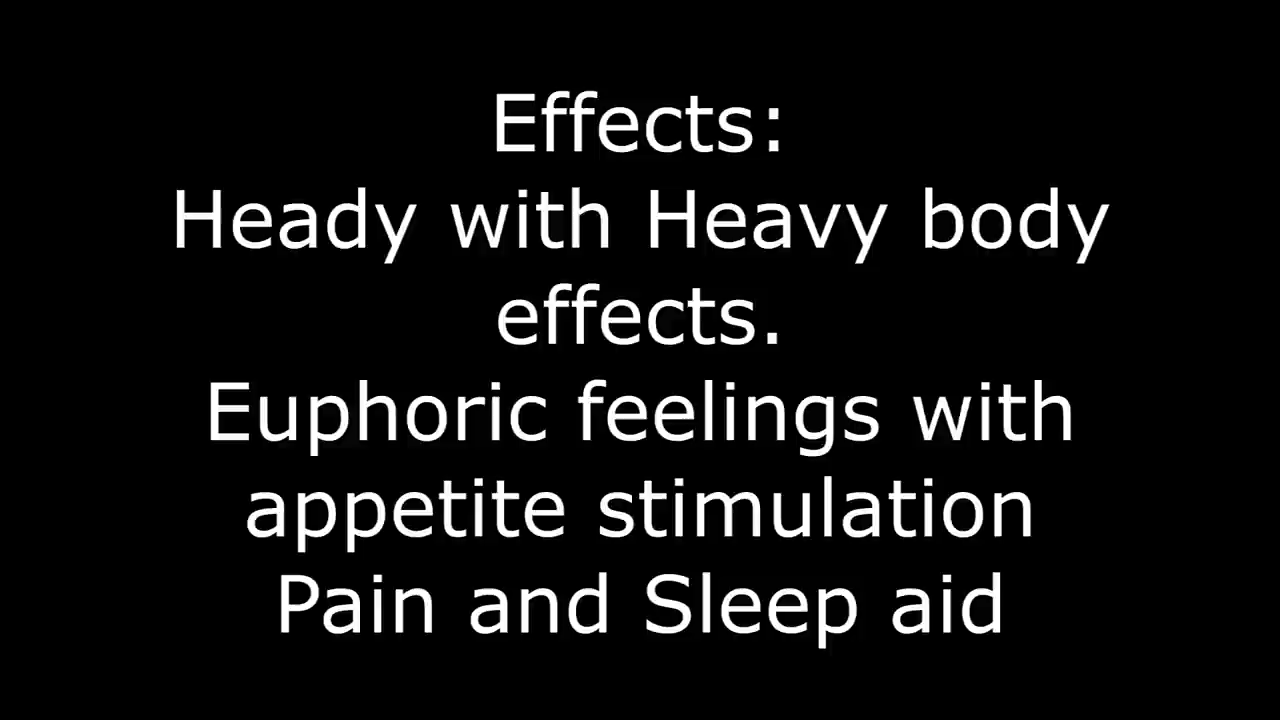 Effects:
Heady with Heavy body
effects.
Euphoric feelings with
appetite stimulation
Pain and Sleep aid